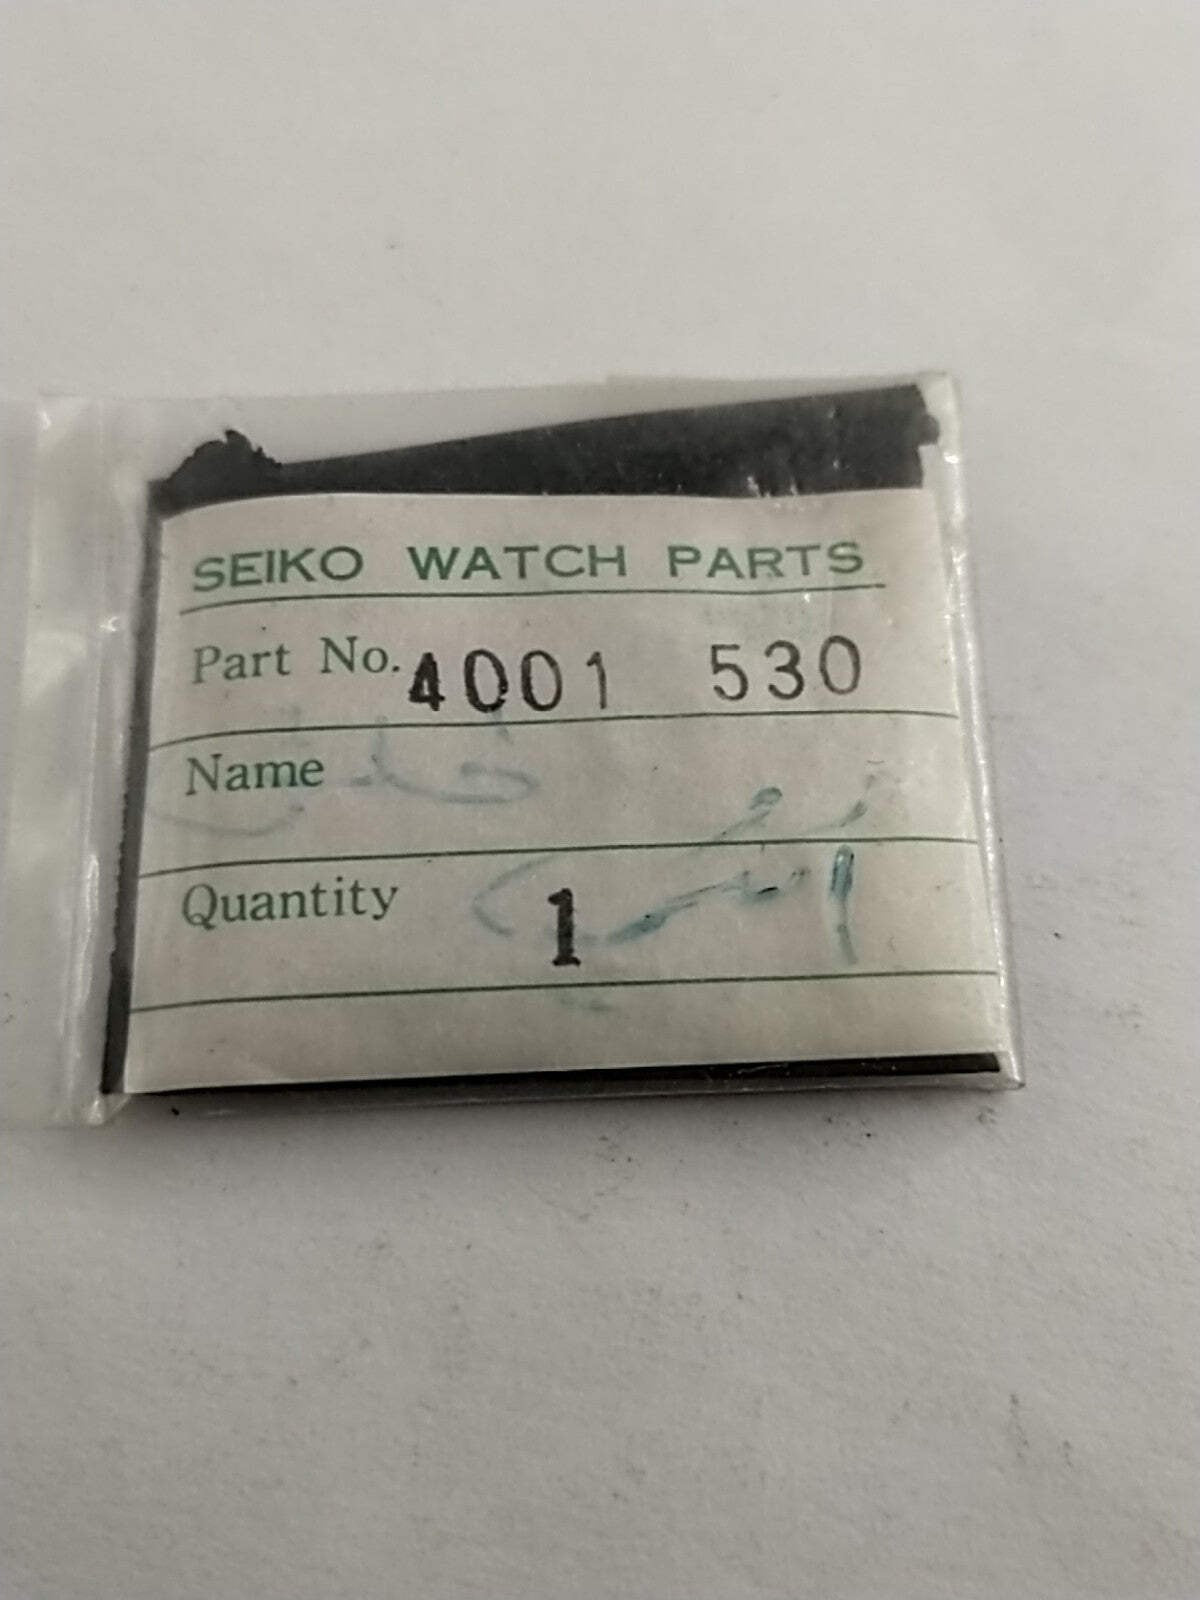 SEIKO WATCH PARTS
Part No. 4001 530
Name
Quantity 1